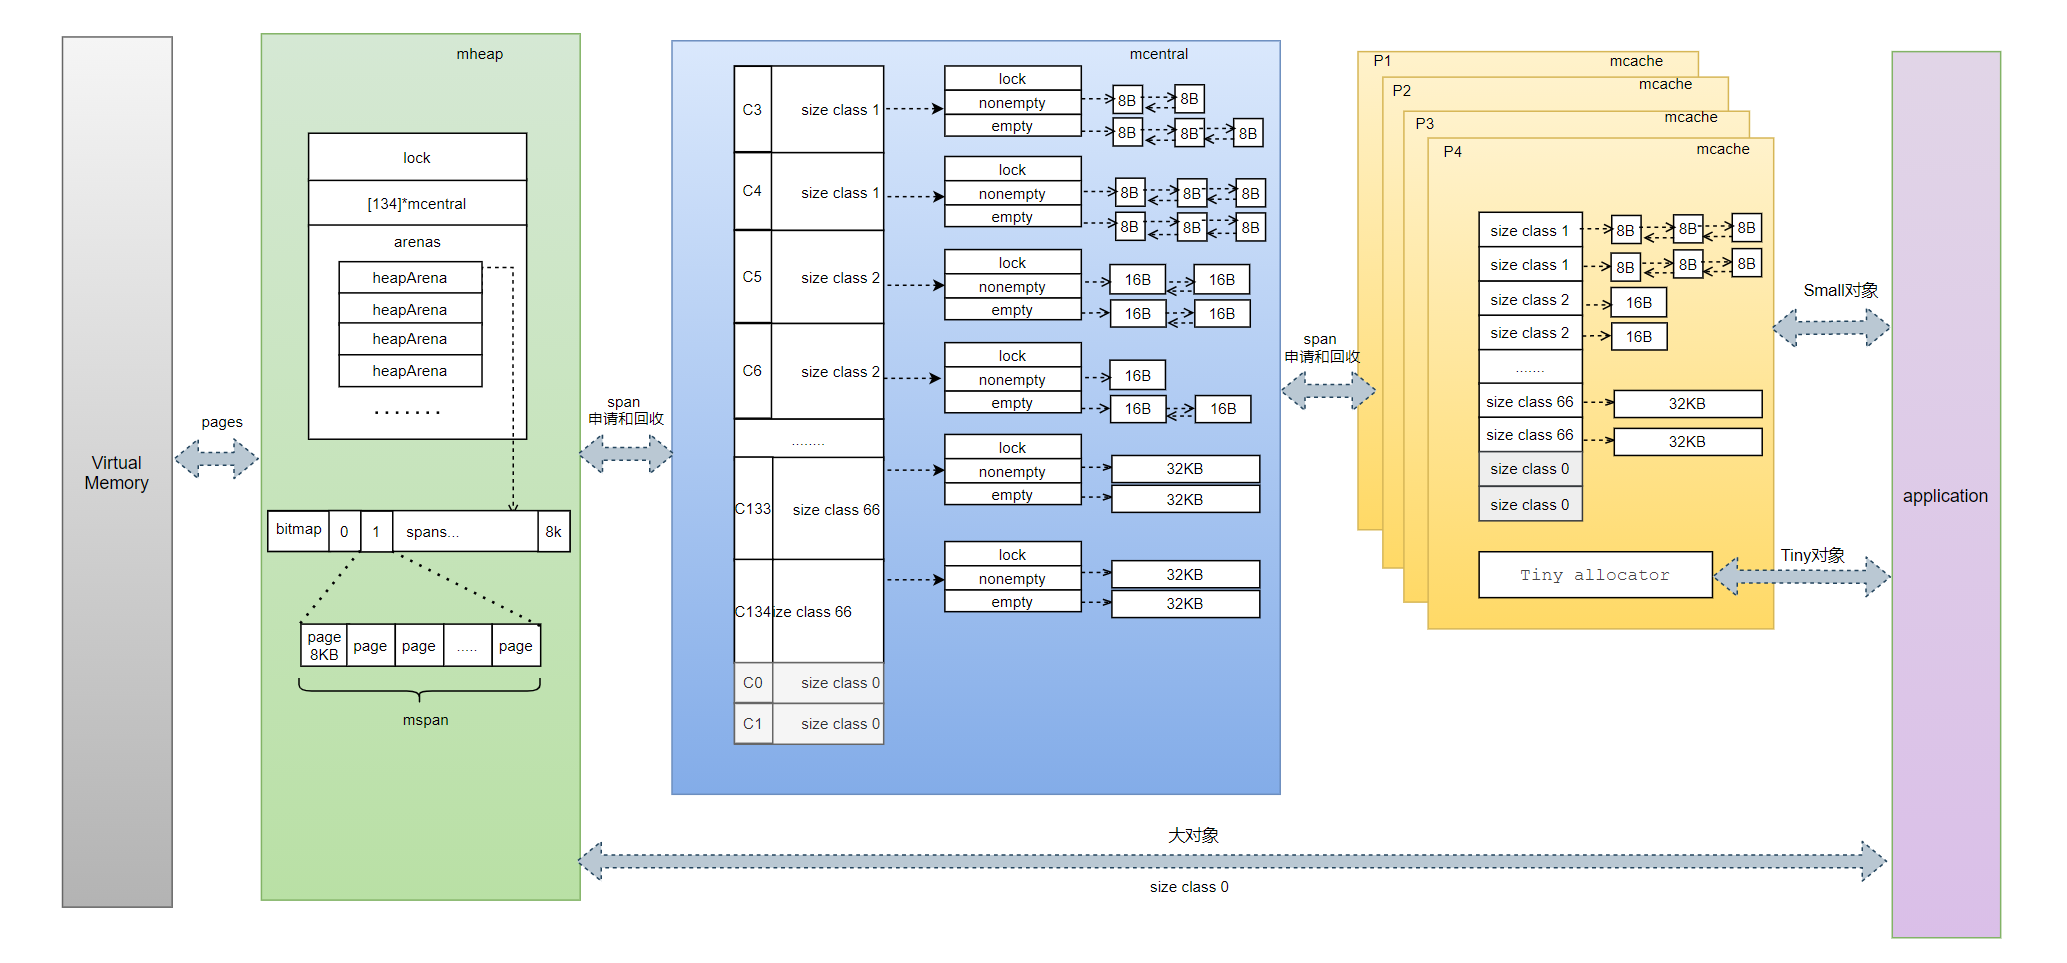 Virtual
Memory
pages
mheap
lock
[134]*mcentral
arenas
heapArena
heapArena
heapArena
heapArena
.......
bitmap
0
1
spans...
8k
page
8KB
page
page
.....
page
mspan
span
申请和回收
mcentral
C3
size class 1
lock
nonempty
empty
8B
8B
8B
8B
8B
C4
size class 1
lock
nonempty
empty
8B
8B
8B
8B
8B
8B
C5
size class 2
lock
nonempty
empty
16B
16B
16B
16B
C6
size class 2
lock
nonempty
empty
16B
16B
16B
........
C133
size class 66
lock
nonempty
empty
32KB
32KB
C134
ize class 66
lock
nonempty
empty
32KB
32KB
C0
size class 0
C1
size class 0
span
申请和回收
P1
mcache
P2
mcache
P3
mcache
P4
mcache
size class 1
8B
8B
8B
size class 1
8B
8B
8B
size class 2
16B
size class 2
16B
.......
size class 66
32KB
size class 66
32KB
size class 0
size class 0
Tiny allocator
Small对象
Tiny对象
application
大对象
size class 0